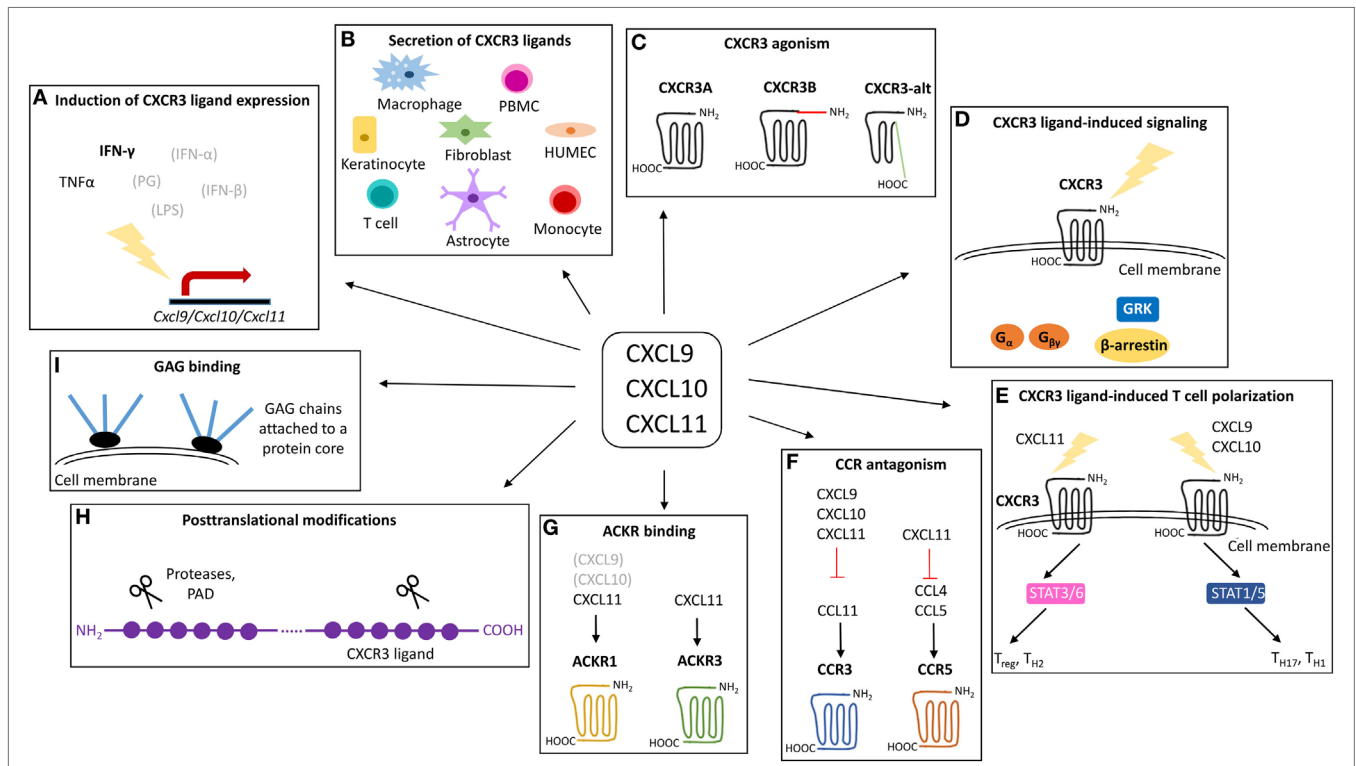 A Induction of CXCR3 ligand expression
IFN-γ
(IFN-α)
TNFα
(PG)
(IFN-β)
(LPS)
Cxcl9/Cxcl10/Cxcl11
B Secretion of CXCR3 ligands
Macrophage
PBMC
Keratinocyte
Fibroblast
HUMEC
T cell
Astrocyte
Monocyte
C CXCR3 agonism
CXCR3A
CXCR3B
CXCR3-alt
NH2
NH2
NH2
HOOC
HOOC
HOOC
D CXCR3 ligand-induced signaling
CXCR3
NH2
HOOC
Cell membrane
GRK
Gα
Gβγ
β-arrestin
CXCL9
CXCL10
CXCL11
E CXCR3 ligand-induced T cell polarization
CXCL11
CXCL9
CXCL10
NH2
NH2
CXCR3
HOOC
HOOC
Cell membrane
STAT3/6
STAT1/5
Treg, TH2
TH17, TH1
F CCR antagonism
CXCL9
CXCL10
CXCL11
CXCL11
CCL4
CCL11
CCL5
CCR3
CCR5
NH2
NH2
HOOC
HOOC
G ACKR binding
(CXCL9)
(CXCL10)
CXCL11
CXCL11
ACKR1
ACKR3
NH2
NH2
HOOC
HOOC
H Posttranslational modifications
Proteases,
PAD
NH2
COOH
CXCR3 ligand
I GAG binding
GAG chains
attached to a
protein core
Cell membrane